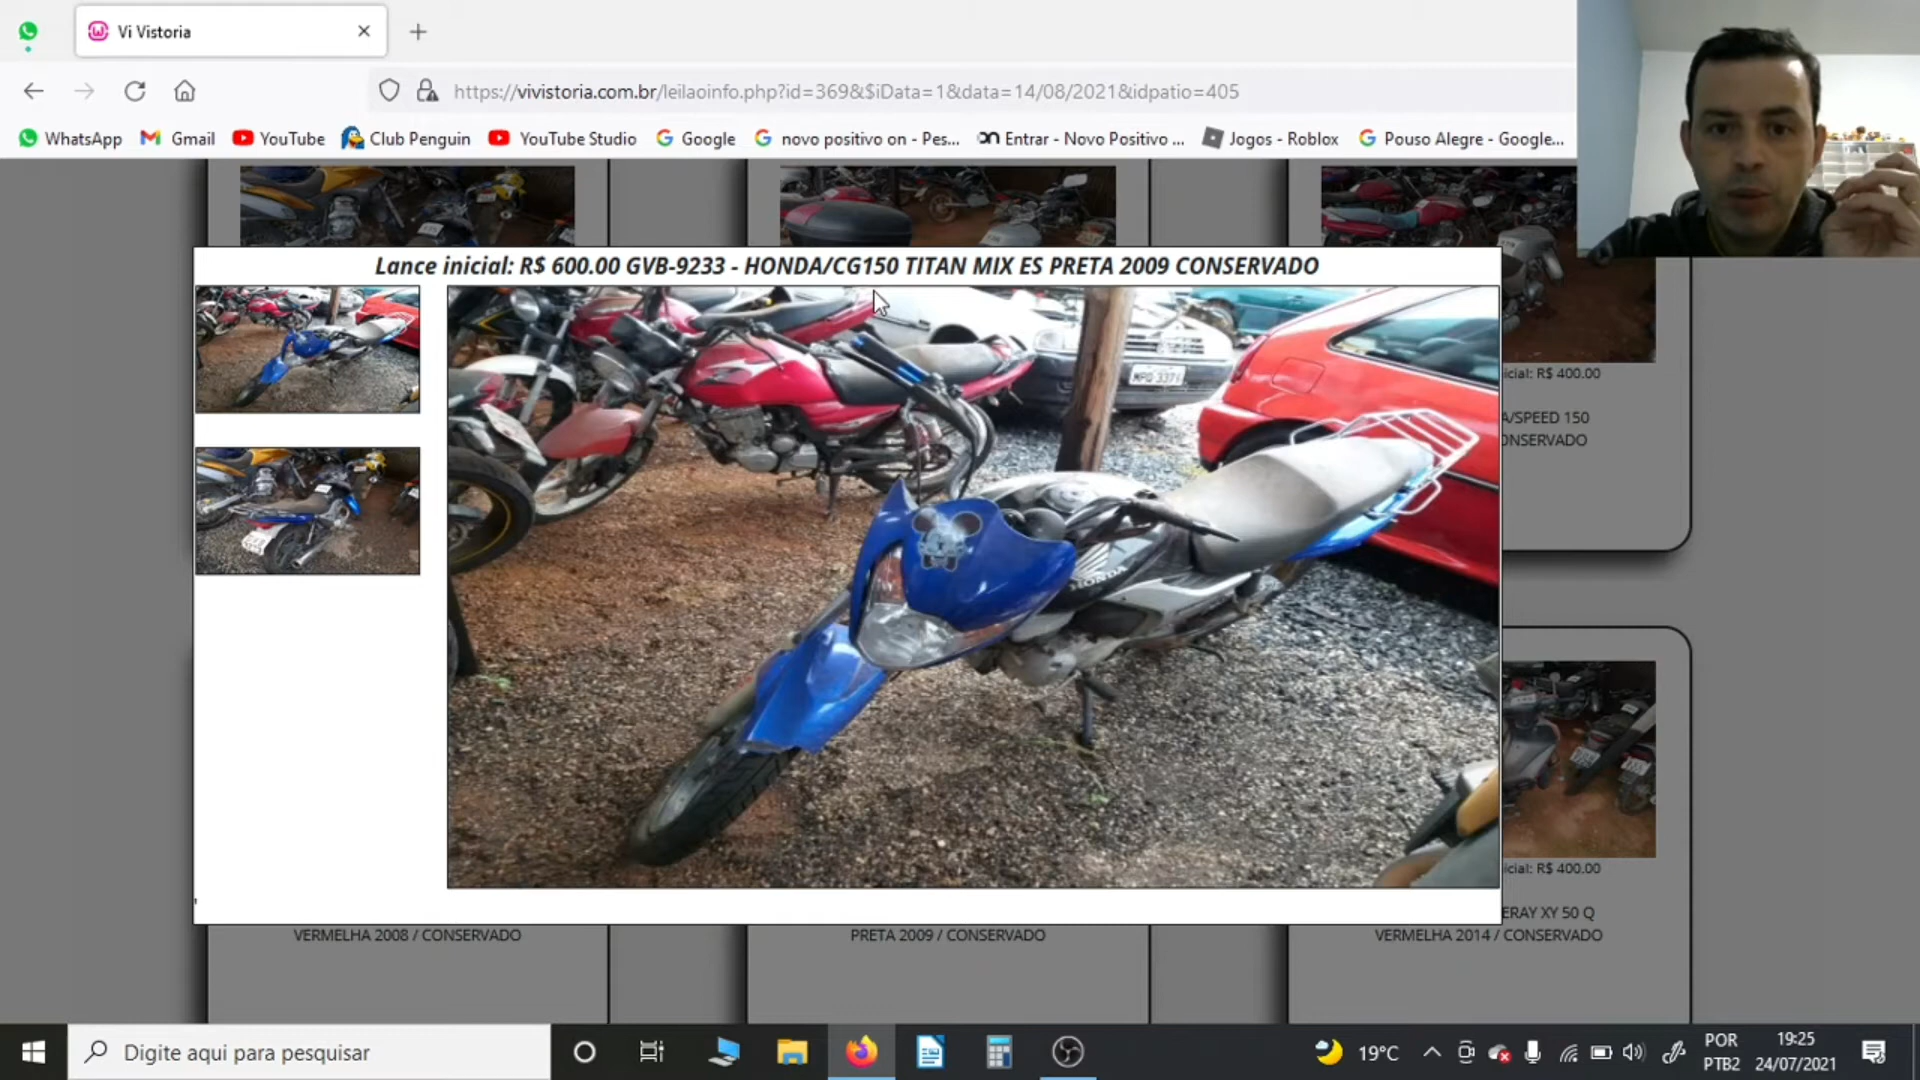 Vi Vistoria
https://vivistoria.com.br/leilaoinfo.php?id=369&$iData=1&data=14/08/2021&idpatio=405
WhatsApp Gmail YouTube Club Penguin YouTube Studio Google novo positivo on - Pes... Entrar - Novo Positivo ... Jogos - Roblox Pouso Alegre - Google...
Lance inicial: R$ 600.00 GVB-9233 - HONDA/CG150 TITAN MIX ES PRETA 2009 CONSERVADO
HONDA
icial: R$ 400.00
A/SPEED 150
ONSERVADO
icial: R$ 400.00
ERAY XY 50 Q
VERMELHA 2008 / CONSERVADO
PRETA 2009 / CONSERVADO
VERMELHA 2014 / CONSERVADO
Digite aqui para pesquisar
19°C
POR
PTB2
19:25
24/07/2021